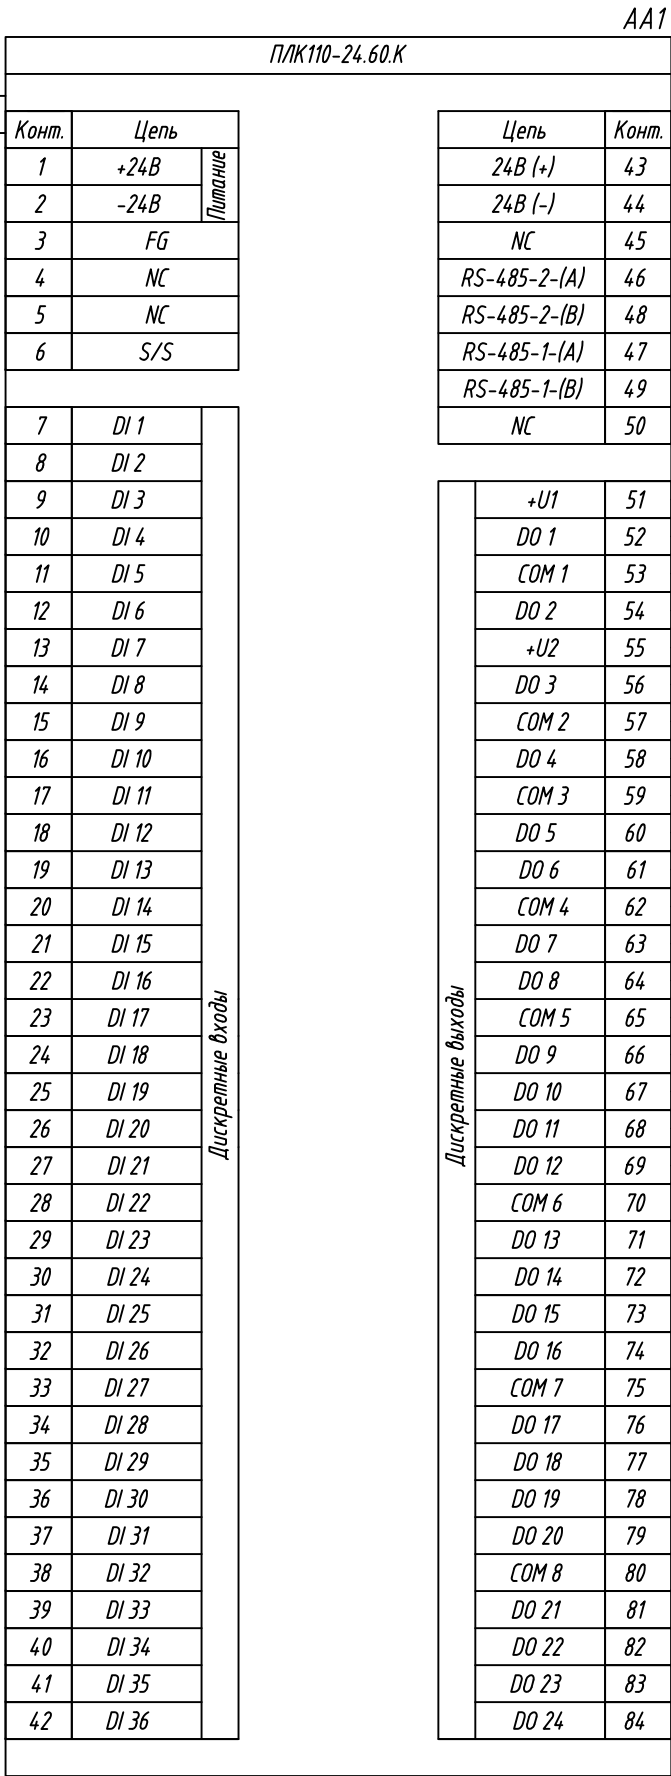 АА1
ПЛК110-24.60.К
Конт. Цепь
1 +24В
2 -24В
Питание
3 FG
4 NC
5 NC
6 S/S
7 DI 1
8 DI 2
9 DI 3
10 DI 4
11 DI 5
12 DI 6
13 DI 7
14 DI 8
15 DI 9
16 DI 10
17 DI 11
18 DI 12
19 DI 13
20 DI 14
21 DI 15
22 DI 16
23 DI 17
24 DI 18
25 DI 19
26 DI 20
27 DI 21
28 DI 22
29 DI 23
30 DI 24
31 DI 25
32 DI 26
33 DI 27
34 DI 28
35 DI 29
36 DI 30
37 DI 31
38 DI 32
39 DI 33
40 DI 34
41 DI 35
42 DI 36
Дискретные входы
Цепь Конт.
24В (+) 43
24В (-) 44
NC 45
RS-485-2-(A) 46
RS-485-2-(B) 48
RS-485-1-(A) 47
RS-485-1-(B) 49
NC 50
Дискретные выходы
+U1 51
DO 1 52
COM 1 53
DO 2 54
+U2 55
DO 3 56
COM 2 57
DO 4 58
COM 3 59
DO 5 60
DO 6 61
COM 4 62
DO 7 63
DO 8 64
COM 5 65
DO 9 66
DO 10 67
DO 11 68
DO 12 69
COM 6 70
DO 13 71
DO 14 72
DO 15 73
DO 16 74
COM 7 75
DO 17 76
DO 18 77
DO 19 78
DO 20 79
COM 8 80
DO 21 81
DO 22 82
DO 23 83
DO 24 84